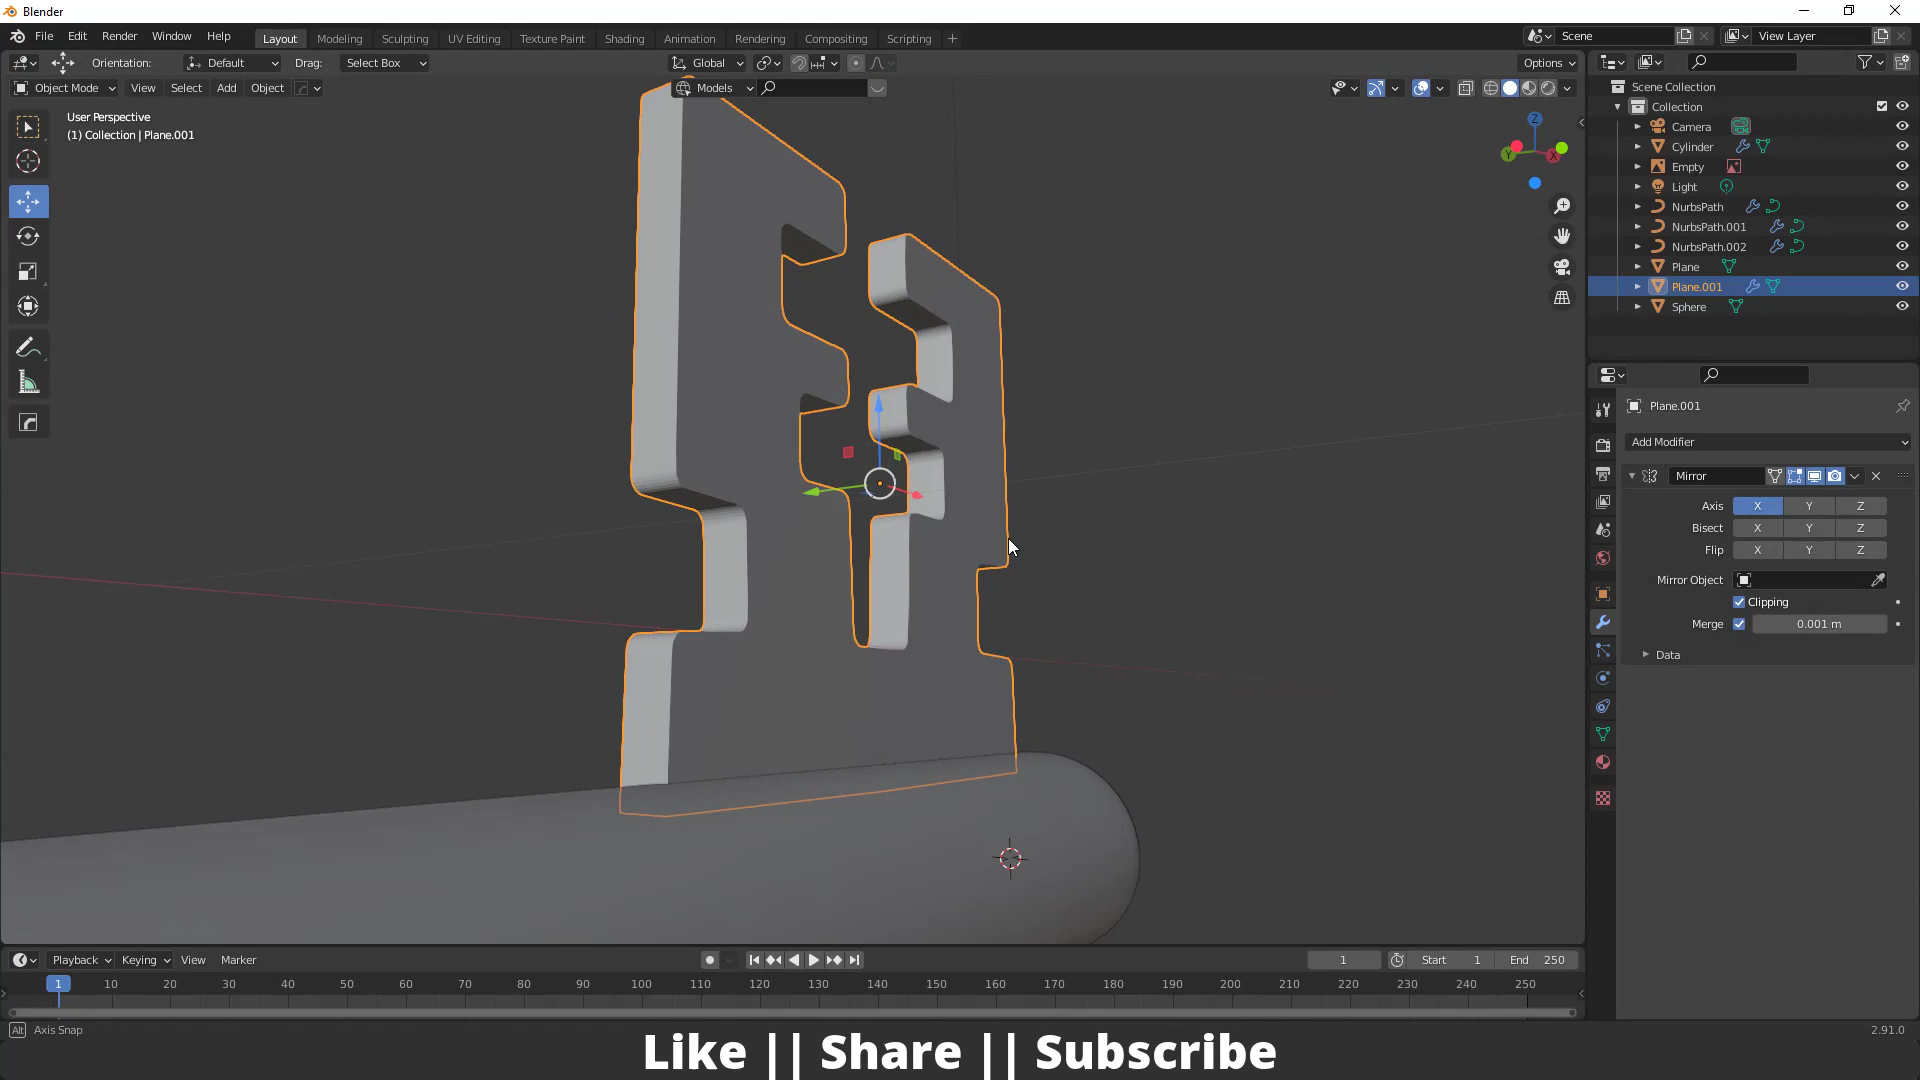 Blender
File Edit Render Window Help
Layout Modeling Sculpting UV Editing Texture Paint Shading Animation Rendering Compositing Scripting +
Scene
View Layer
Orientation: Default Drag: Select Box
Global
Options
Object Mode View Select Add Object
Models
User Perspective
(1) Collection | Plane.001
Z
Y
X
Scene Collection
Collection
Camera
Cylinder
Empty
Light
NurbsPath
NurbsPath.001
NurbsPath.002
Plane
Plane.001
Sphere
Plane.001
Add Modifier
Mirror
Axis X Y Z
Bisect X Y Z
Flip X Y Z
Mirror Object
Clipping
Merge 0.001 m
Data
Playback Keying View Marker
1
Start 1
End 250
1 10 20 30 40 50 60 70 80 90 100 110 120 130 140 150 160 170 180 190 200 210 220 230 240 250
Alt Axis Snap
2.91.0
Like || Share || Subscribe